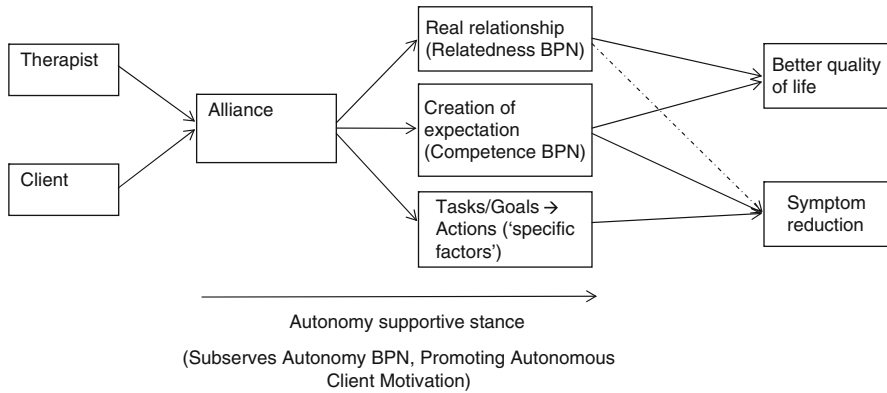 Therapist
Client
Alliance
Real relationship
(Relatedness BPN)
Creation of
expectation
(Competence BPN)
Tasks/Goals →
Actions (‘specific
factors’)
Better quality
of life
Symptom
reduction
Autonomy supportive stance
(Subserves Autonomy BPN, Promoting Autonomous
Client Motivation)